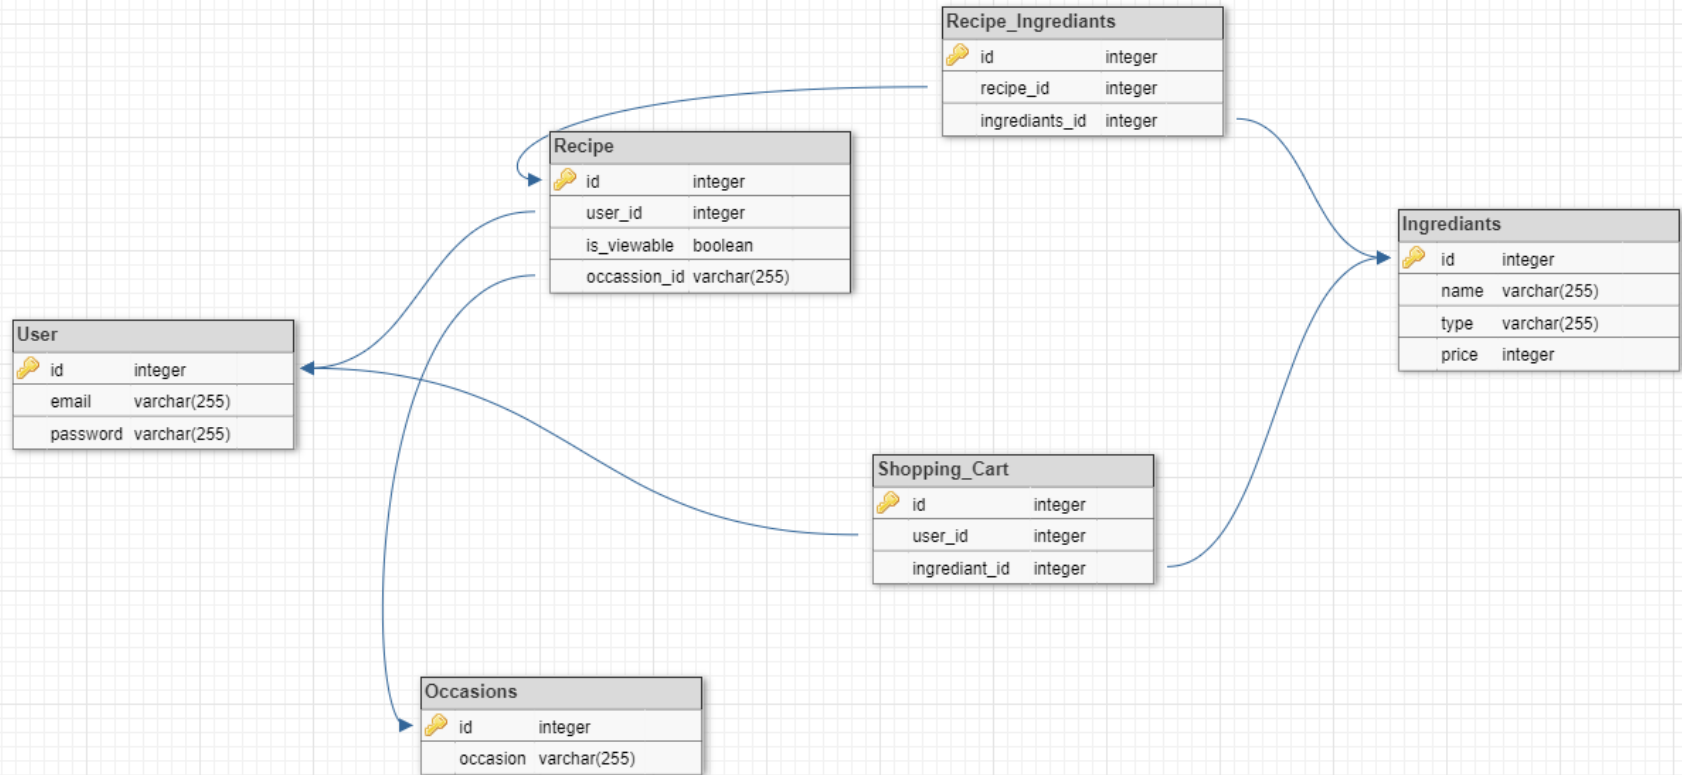 Recipe_Ingrediants
id integer
recipe_id integer
ingrediants_id integer
Recipe
id integer
user_id integer
is_viewable boolean
occassion_id varchar(255)
Ingrediants
id integer
name varchar(255)
type varchar(255)
price integer
User
id integer
email varchar(255)
password varchar(255)
Shopping_Cart
id integer
user_id integer
ingrediant_id integer
Occasions
id integer
occasion varchar(255)